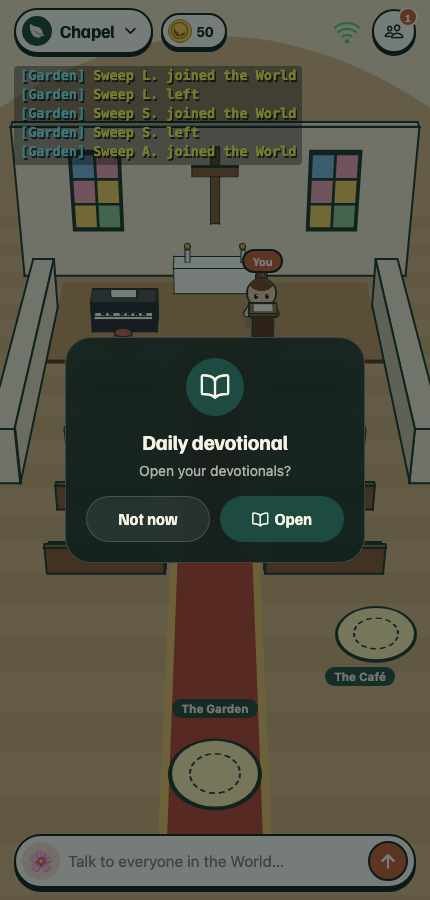 Chapel
50
1
[Garden] Sweep L. joined the World
[Garden] Sweep L. left
[Garden] Sweep S. joined the World
[Garden] Sweep S. left
[Garden] Sweep A. joined the World
You
Daily devotional
Open your devotionals?
Not now
Open
The Café
The Garden
Talk to everyone in the World...